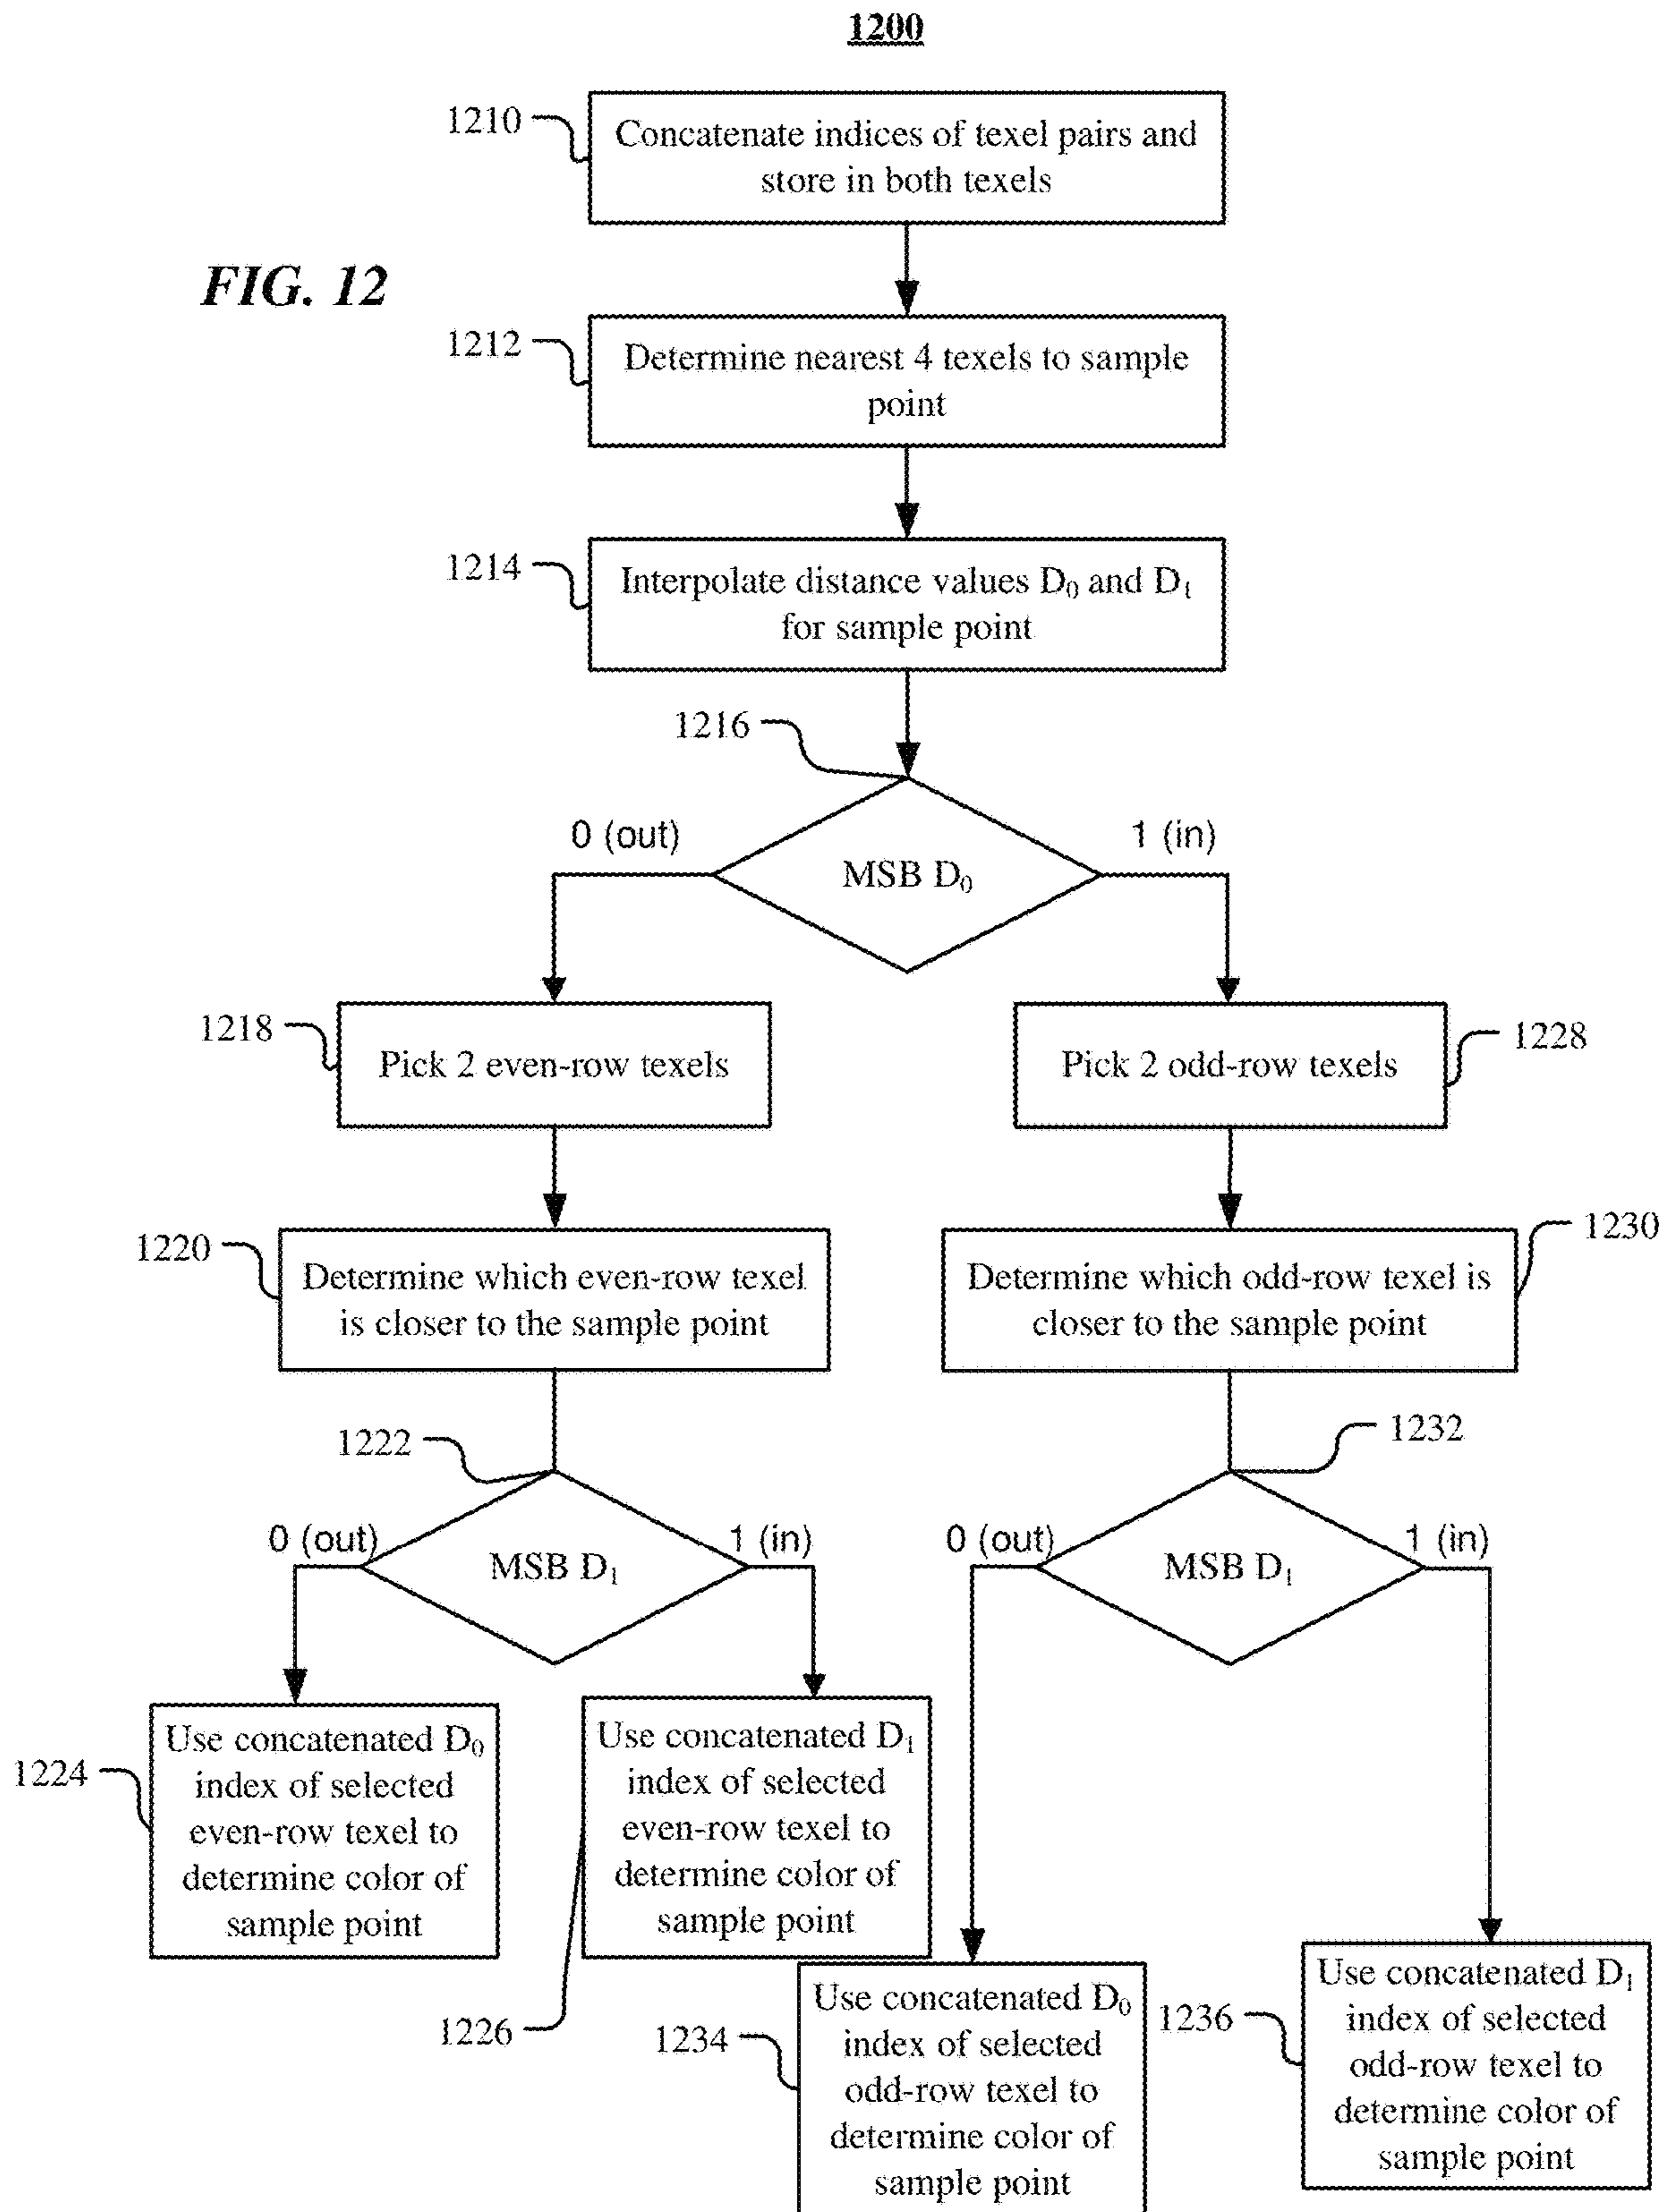 1200
1210
Concatenate indices of texel pairs and
store in both texels
FIG. 12
1212
Determine nearest 4 texels to sample
point
1214
Interpolate distance values D₀ and D₁
for sample point
1216
0 (out)
1 (in)
MSB D₀
1218
Pick 2 even-row texels
Pick 2 odd-row texels
1228
1220
Determine which even-row texel
is closer to the sample point
Determine which odd-row texel is
closer to the sample point
1230
1222
1232
0 (out)
MSB D₁
1 (in)
0 (out)
MSB D₁
1 (in)
1224
Use concatenated D₀
index of selected
even-row texel to
determine color of
sample point
1226
Use concatenated D₁
index of selected
even-row texel to
determine color of
sample point
1234
Use concatenated D₀
index of selected
odd-row texel to
determine color of
sample point
1236
Use concatenated D₁
index of selected
odd-row texel to
determine color of
sample point